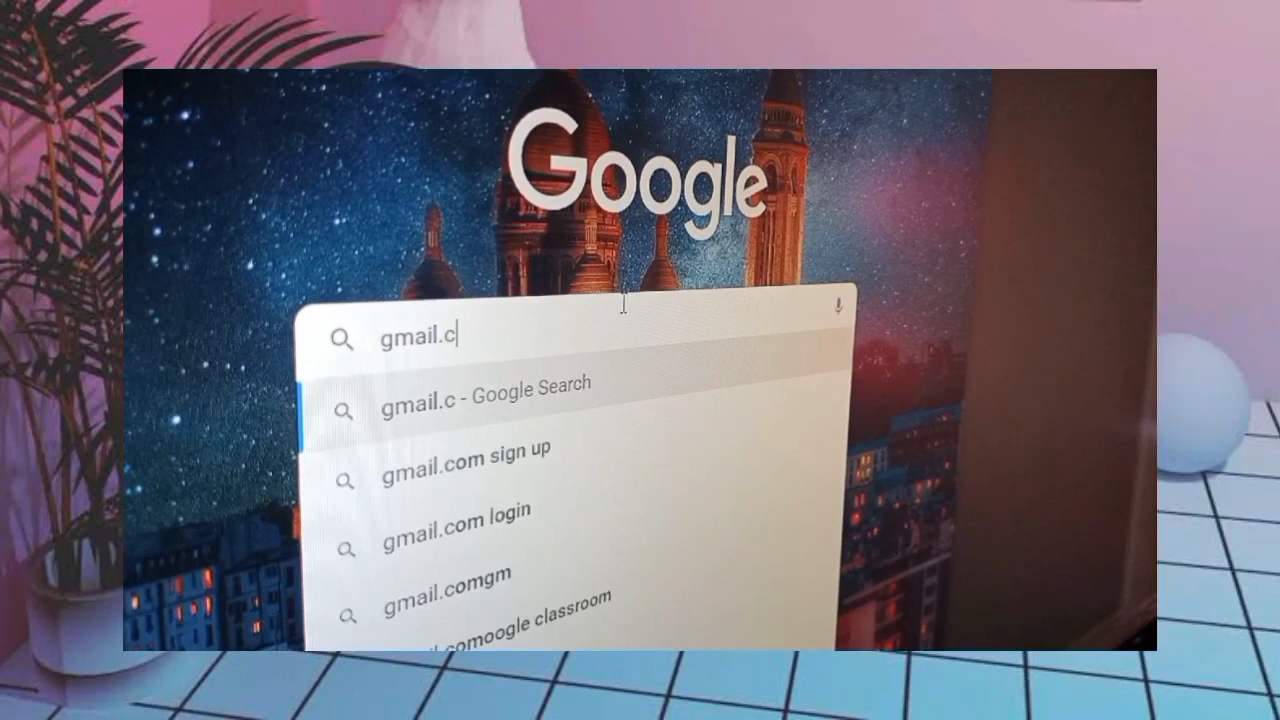 Google
gmail.c
gmail.c - Google Search
gmail.com sign up
gmail.com login
gmail.comgm
comoogle classroom